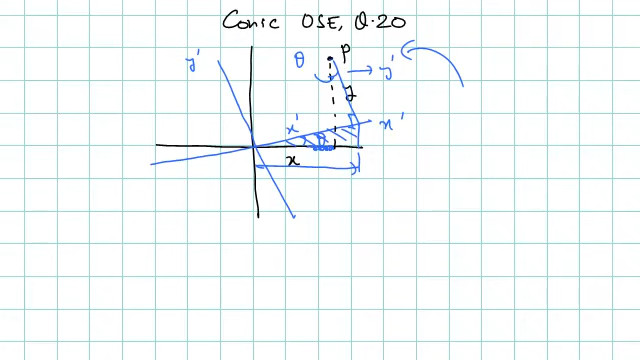 Conic OSE, Q.20
y'
θ
P
y'
y
x'
x'
θ
x